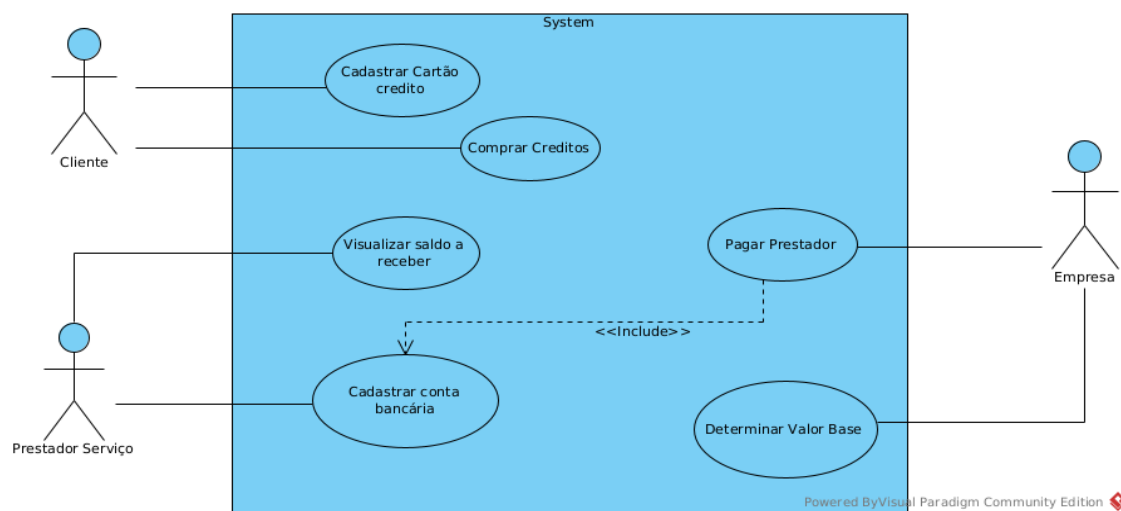 System
Cadastrar Cartão
credito
Cliente
Comprar Creditos
Visualizar saldo a
receber
Pagar Prestador
Empresa
<<Include>>
Cadastrar conta
bancária
Prestador Serviço
Determinar Valor Base
Powered ByVisual Paradigm Community Edition